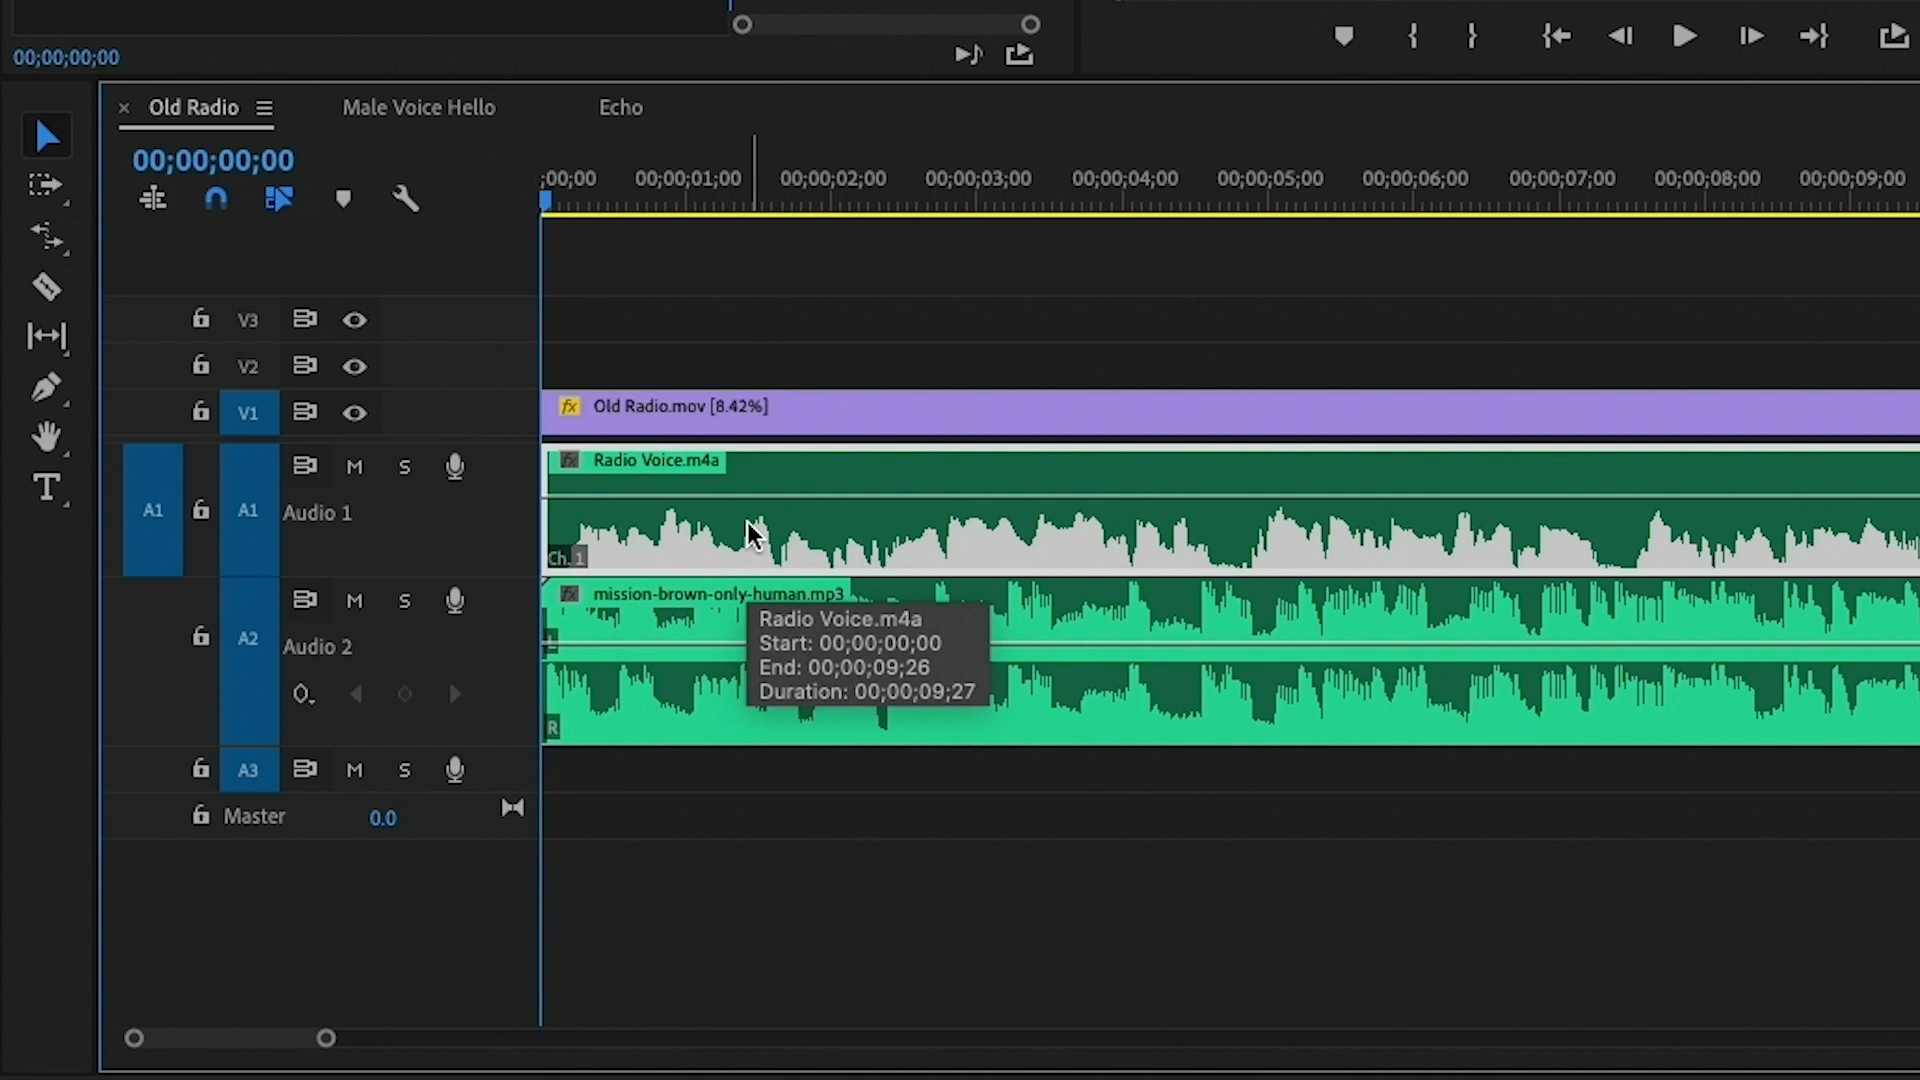 00;00;00;00
Old Radio
Male Voice Hello
Echo
00;00;00;00
;00;00
00;00;01;00
00;00;02;00
00;00;03;00
00;00;04;00
00;00;05;00
00;00;06;00
00;00;07;00
00;00;08;00
00;00;09;00
V3
V2
V1
fx Old Radio.mov [8.42%]
A1
A1
M S
Audio 1
fx Radio Voice.m4a
Ch. 1
A2
M S
Audio 2
fx mission-brown-only-human.mp3
L
R
Radio Voice.m4a
Start: 00;00;00;00
End: 00;00;09;26
Duration: 00;00;09;27
A3
M S
Master
0.0
T